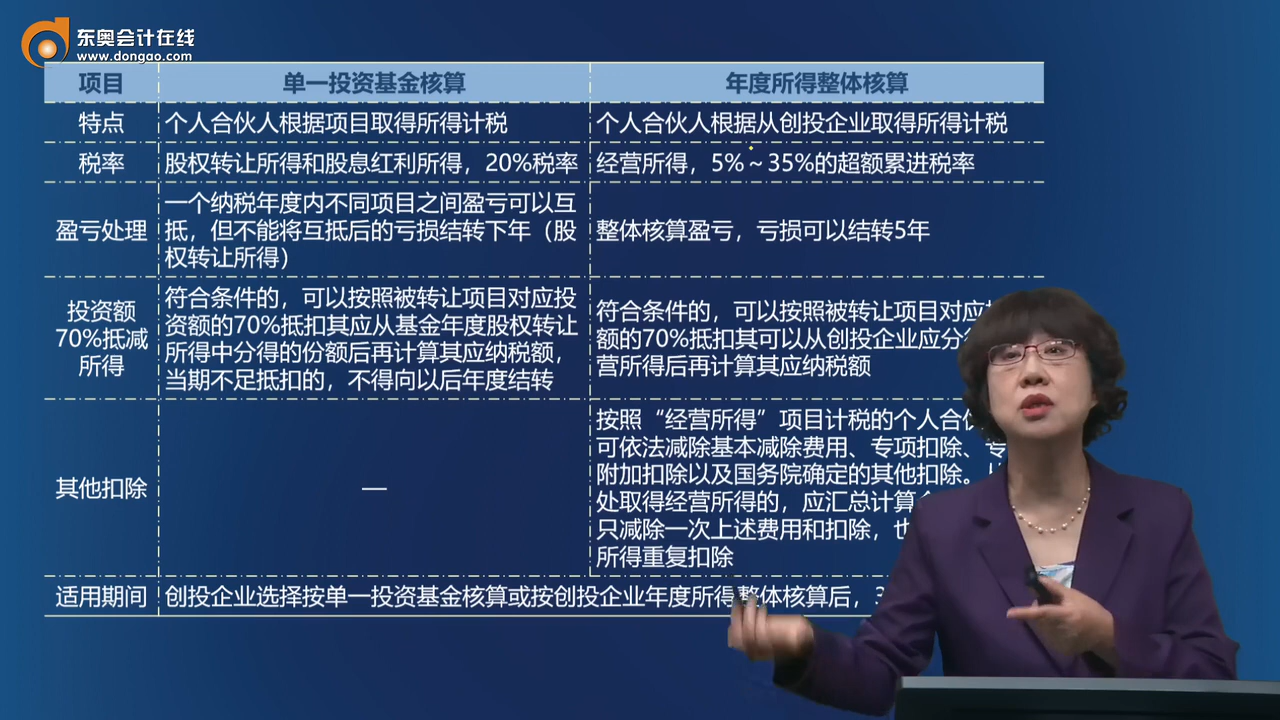 东奥会计在线
www.dongao.com
项目 单一投资基金核算 年度所得整体核算
特点 个人合伙人根据项目取得所得计税 个人合伙人根据从创投企业取得所得计税
税率 股权转让所得和股息红利所得，20%税率 经营所得，5%～35%的超额累进税率
盈亏处理
一个纳税年度内不同项目之间盈亏可以互
抵，但不能将互抵后的亏损结转下年（股
权转让所得）
整体核算盈亏，亏损可以结转5年
投资额
70%抵减
所得
符合条件的，可以按照被转让项目对应投
资额的70%抵扣其应从基金年度股权转让
所得中分得的份额后再计算其应纳税额，
当期不足抵扣的，不得向以后年度结转
符合条件的，可以按照被转让项目对应
额的70%抵扣其可以从创投企业应分
营所得后再计算其应纳税额
其他扣除
—
按照“经营所得”项目计税的个人合
可依法减除基本减除费用、专项扣除、
附加扣除以及国务院确定的其他扣除。
处取得经营所得的，应汇总计算
只减除一次上述费用和扣除，
所得重复扣除
适用期间 创投企业选择按单一投资基金核算或按创投企业年度所得整体核算后，